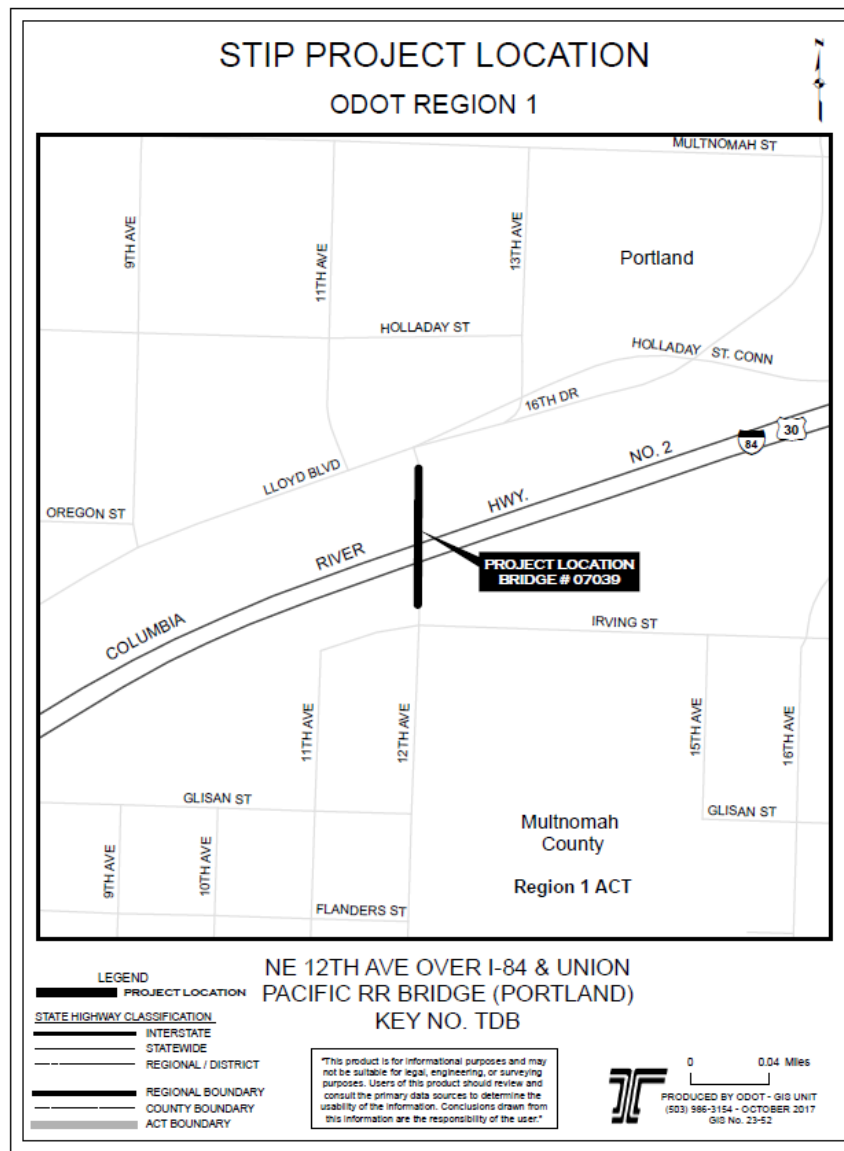 STIP PROJECT LOCATION
ODOT REGION 1
N
MULTNOMAH ST
9TH AVE
11TH AVE
13TH AVE
Portland
HOLLADAY ST
HOLLADAY ST. CONN
16TH DR
LLOYD BLVD
OREGON ST
COLUMBIA RIVER HWY. NO. 2
84
30
PROJECT LOCATION
BRIDGE # 07039
IRVING ST
11TH AVE
12TH AVE
15TH AVE
16TH AVE
GLISAN ST
GLISAN ST
9TH AVE
10TH AVE
FLANDERS ST
Multnomah
County
Region 1 ACT
LEGEND
PROJECT LOCATION
STATE HIGHWAY CLASSIFICATION
INTERSTATE
STATEWIDE
REGIONAL / DISTRICT
REGIONAL BOUNDARY
COUNTY BOUNDARY
ACT BOUNDARY
NE 12TH AVE OVER I-84 & UNION
PACIFIC RR BRIDGE (PORTLAND)
KEY NO. TDB
"This product is for informational purposes and may
not be suitable for legal, engineering, or surveying
purposes. Users of this product should review and
consult the primary data sources to determine the
usability of the information. Conclusions drawn from
this information are the responsibility of the user."
0 0.04 Miles
PRODUCED BY ODOT - GIS UNIT
(503) 986-3154 - OCTOBER 2017
GIS No. 23-52